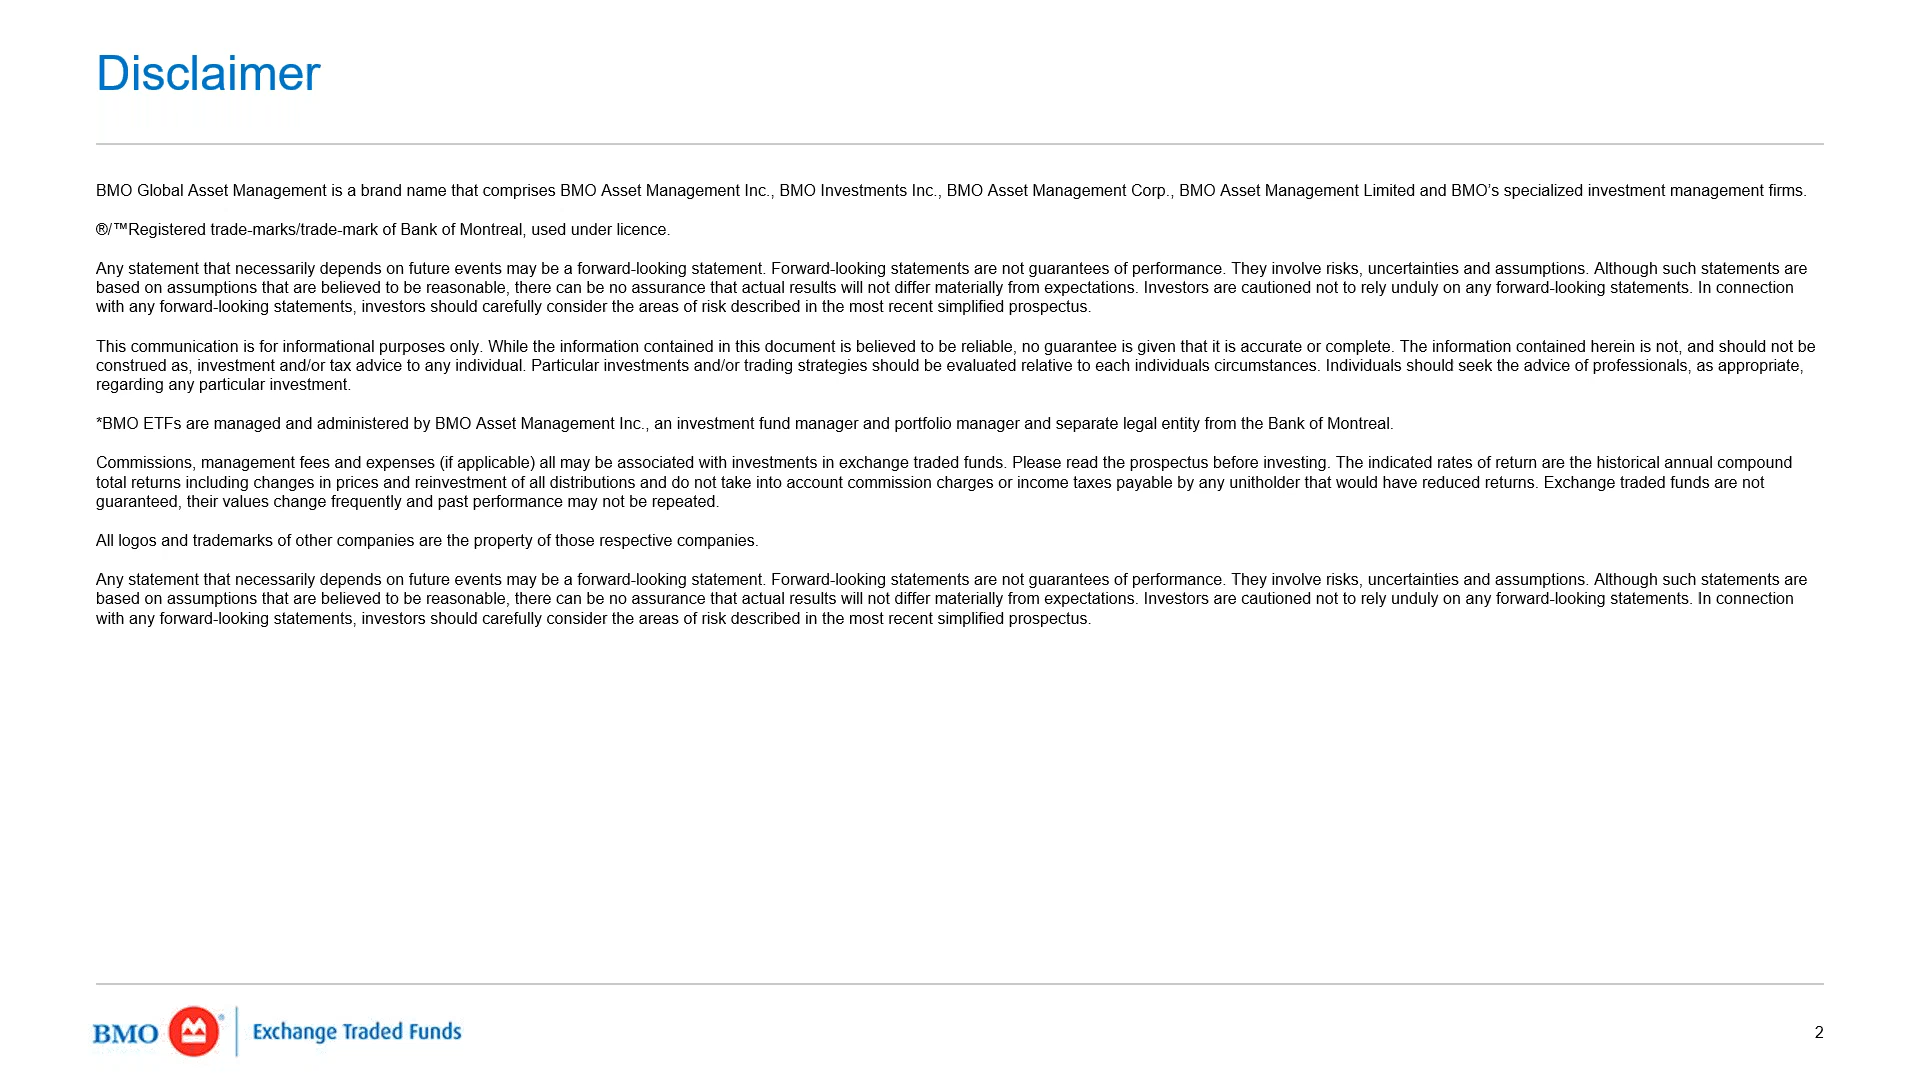 Disclaimer
BMO Global Asset Management is a brand name that comprises BMO Asset Management Inc., BMO Investments Inc., BMO Asset Management Corp., BMO Asset Management Limited and BMO’s specialized investment management firms.
®/™Registered trade-marks/trade-mark of Bank of Montreal, used under licence.
Any statement that necessarily depends on future events may be a forward-looking statement. Forward-looking statements are not guarantees of performance. They involve risks, uncertainties and assumptions. Although such statements are
based on assumptions that are believed to be reasonable, there can be no assurance that actual results will not differ materially from expectations. Investors are cautioned not to rely unduly on any forward-looking statements. In connection
with any forward-looking statements, investors should carefully consider the areas of risk described in the most recent simplified prospectus.
This communication is for informational purposes only. While the information contained in this document is believed to be reliable, no guarantee is given that it is accurate or complete. The information contained herein is not, and should not be
construed as, investment and/or tax advice to any individual. Particular investments and/or trading strategies should be evaluated relative to each individuals circumstances. Individuals should seek the advice of professionals, as appropriate,
regarding any particular investment.
*BMO ETFs are managed and administered by BMO Asset Management Inc., an investment fund manager and portfolio manager and separate legal entity from the Bank of Montreal.
Commissions, management fees and expenses (if applicable) all may be associated with investments in exchange traded funds. Please read the prospectus before investing. The indicated rates of return are the historical annual compound
total returns including changes in prices and reinvestment of all distributions and do not take into account commission charges or income taxes payable by any unitholder that would have reduced returns. Exchange traded funds are not
guaranteed, their values change frequently and past performance may not be repeated.
All logos and trademarks of other companies are the property of those respective companies.
Any statement that necessarily depends on future events may be a forward-looking statement. Forward-looking statements are not guarantees of performance. They involve risks, uncertainties and assumptions. Although such statements are
based on assumptions that are believed to be reasonable, there can be no assurance that actual results will not differ materially from expectations. Investors are cautioned not to rely unduly on any forward-looking statements. In connection
with any forward-looking statements, investors should carefully consider the areas of risk described in the most recent simplified prospectus.
BMO ® Exchange Traded Funds
2